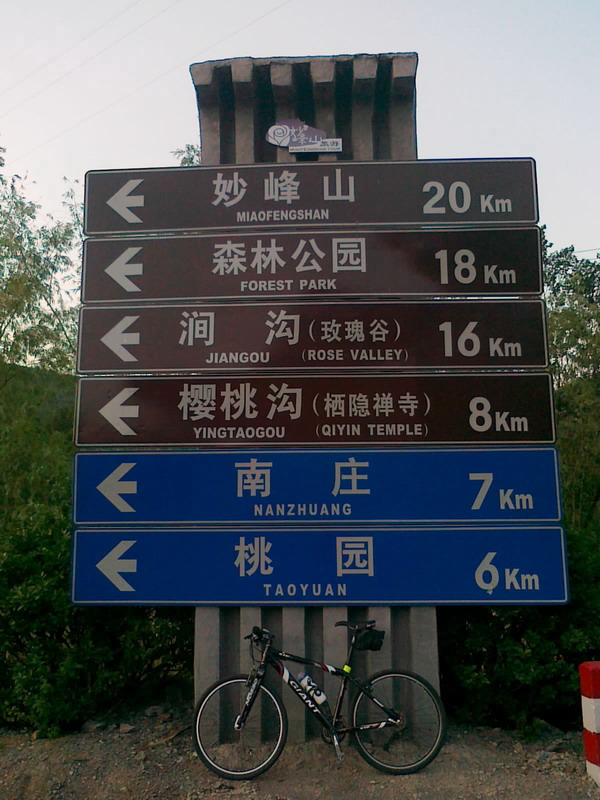 妙峰山
MIAOFENGSHAN
20 Km
森林公园
FOREST PARK
18 Km
涧沟(玫瑰谷)
JIANGOU (ROSE VALLEY)
16 Km
樱桃沟(栖隐禅寺)
YINGTAOGOU (QIYIN TEMPLE)
8 Km
南庄
NANZHUANG
7 Km
桃园
TAOYUAN
6 Km
GIANT